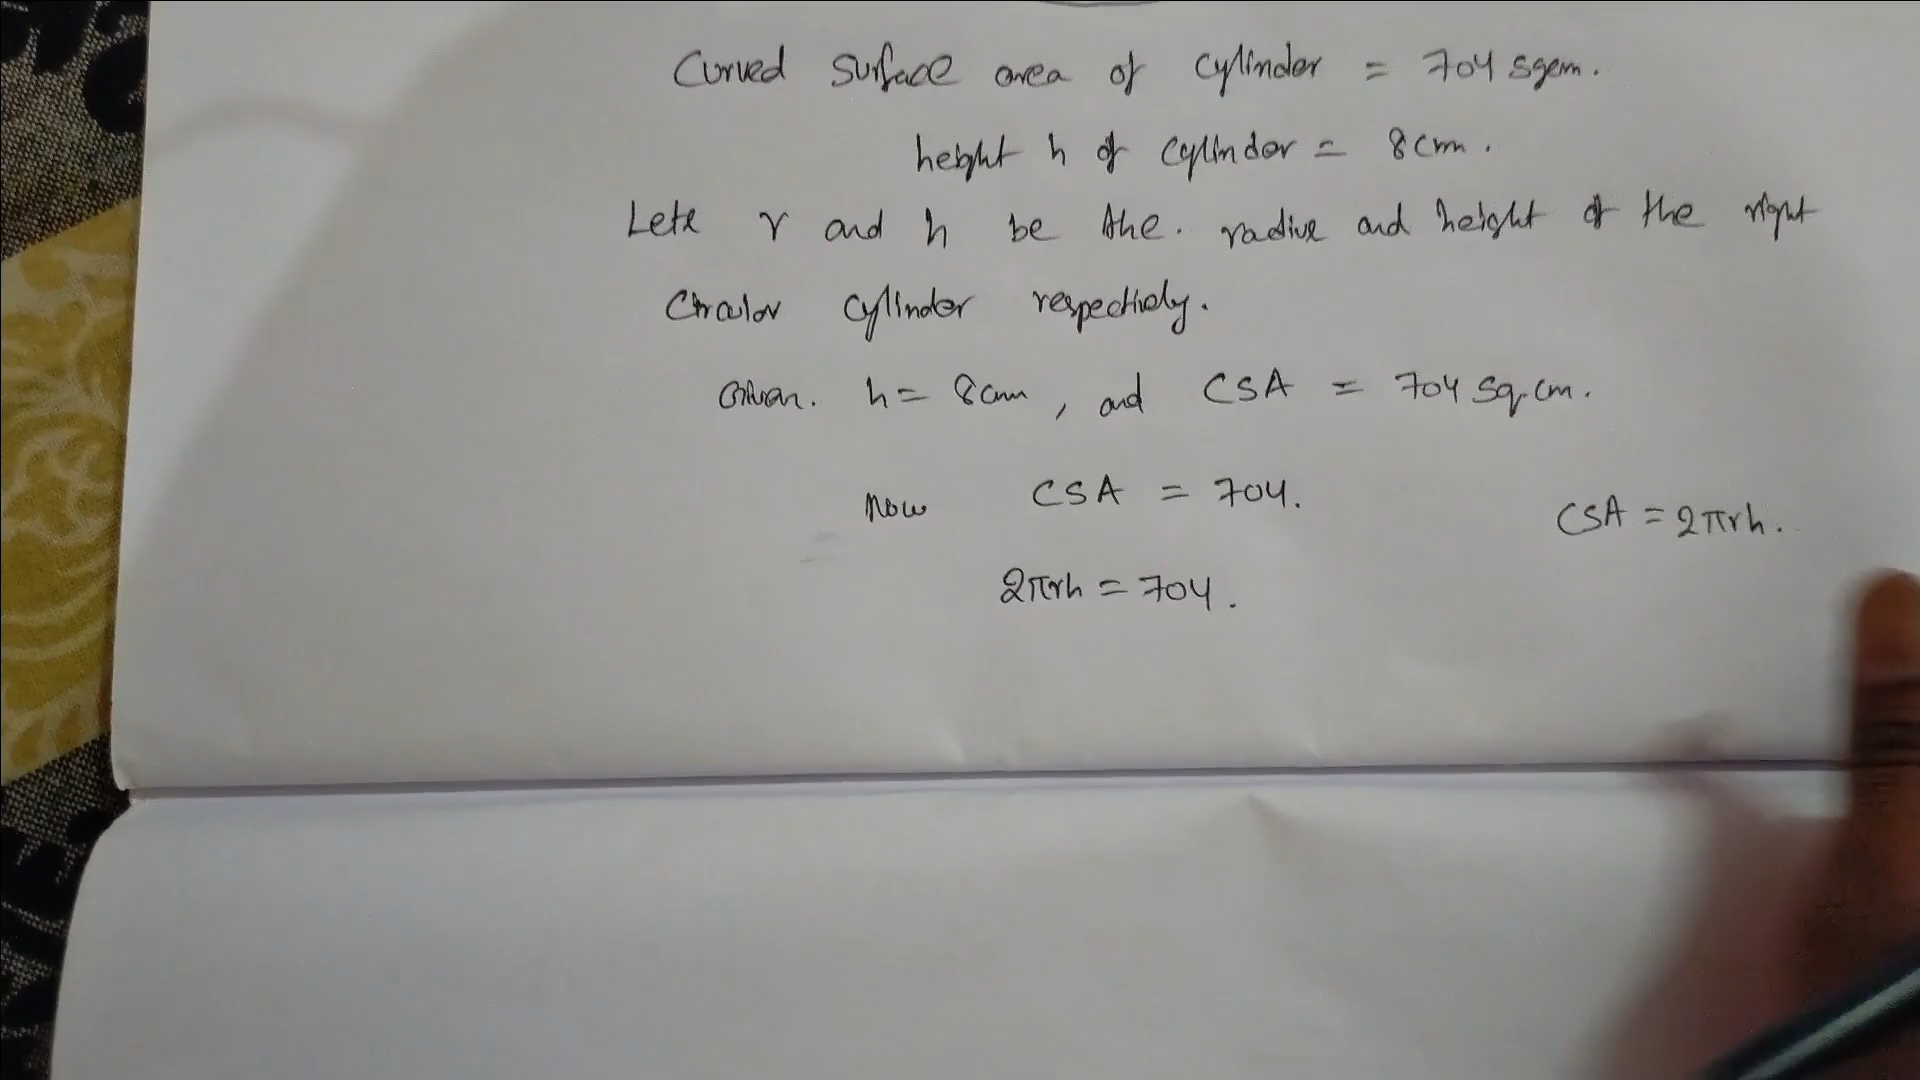 Curved surface area of cylinder = 704 sqcm.
height h of cylinder = 8cm.
Let r and h be the. radius and height of the right
Circular cylinder respectively.
Given. h = 8cm, and CSA = 704 sq.cm.
Now CSA = 704.
CSA = 2πrh.
2πrh = 704.